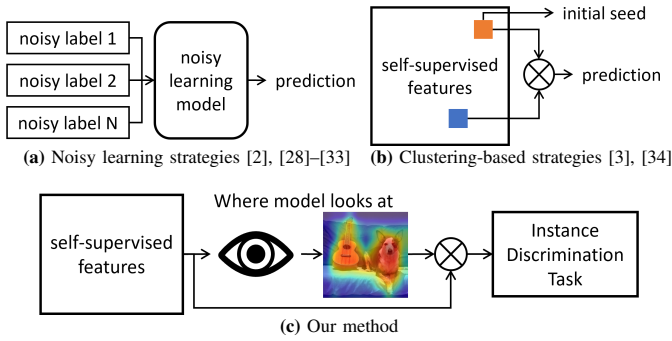 noisy label 1
noisy label 2
noisy label N
noisy
learning
model
prediction
(a) Noisy learning strategies [2], [28]–[33]
initial seed
self-supervised
features
prediction
(b) Clustering-based strategies [3], [34]
Where model looks at
self-supervised
features
Instance
Discrimination
Task
(c) Our method